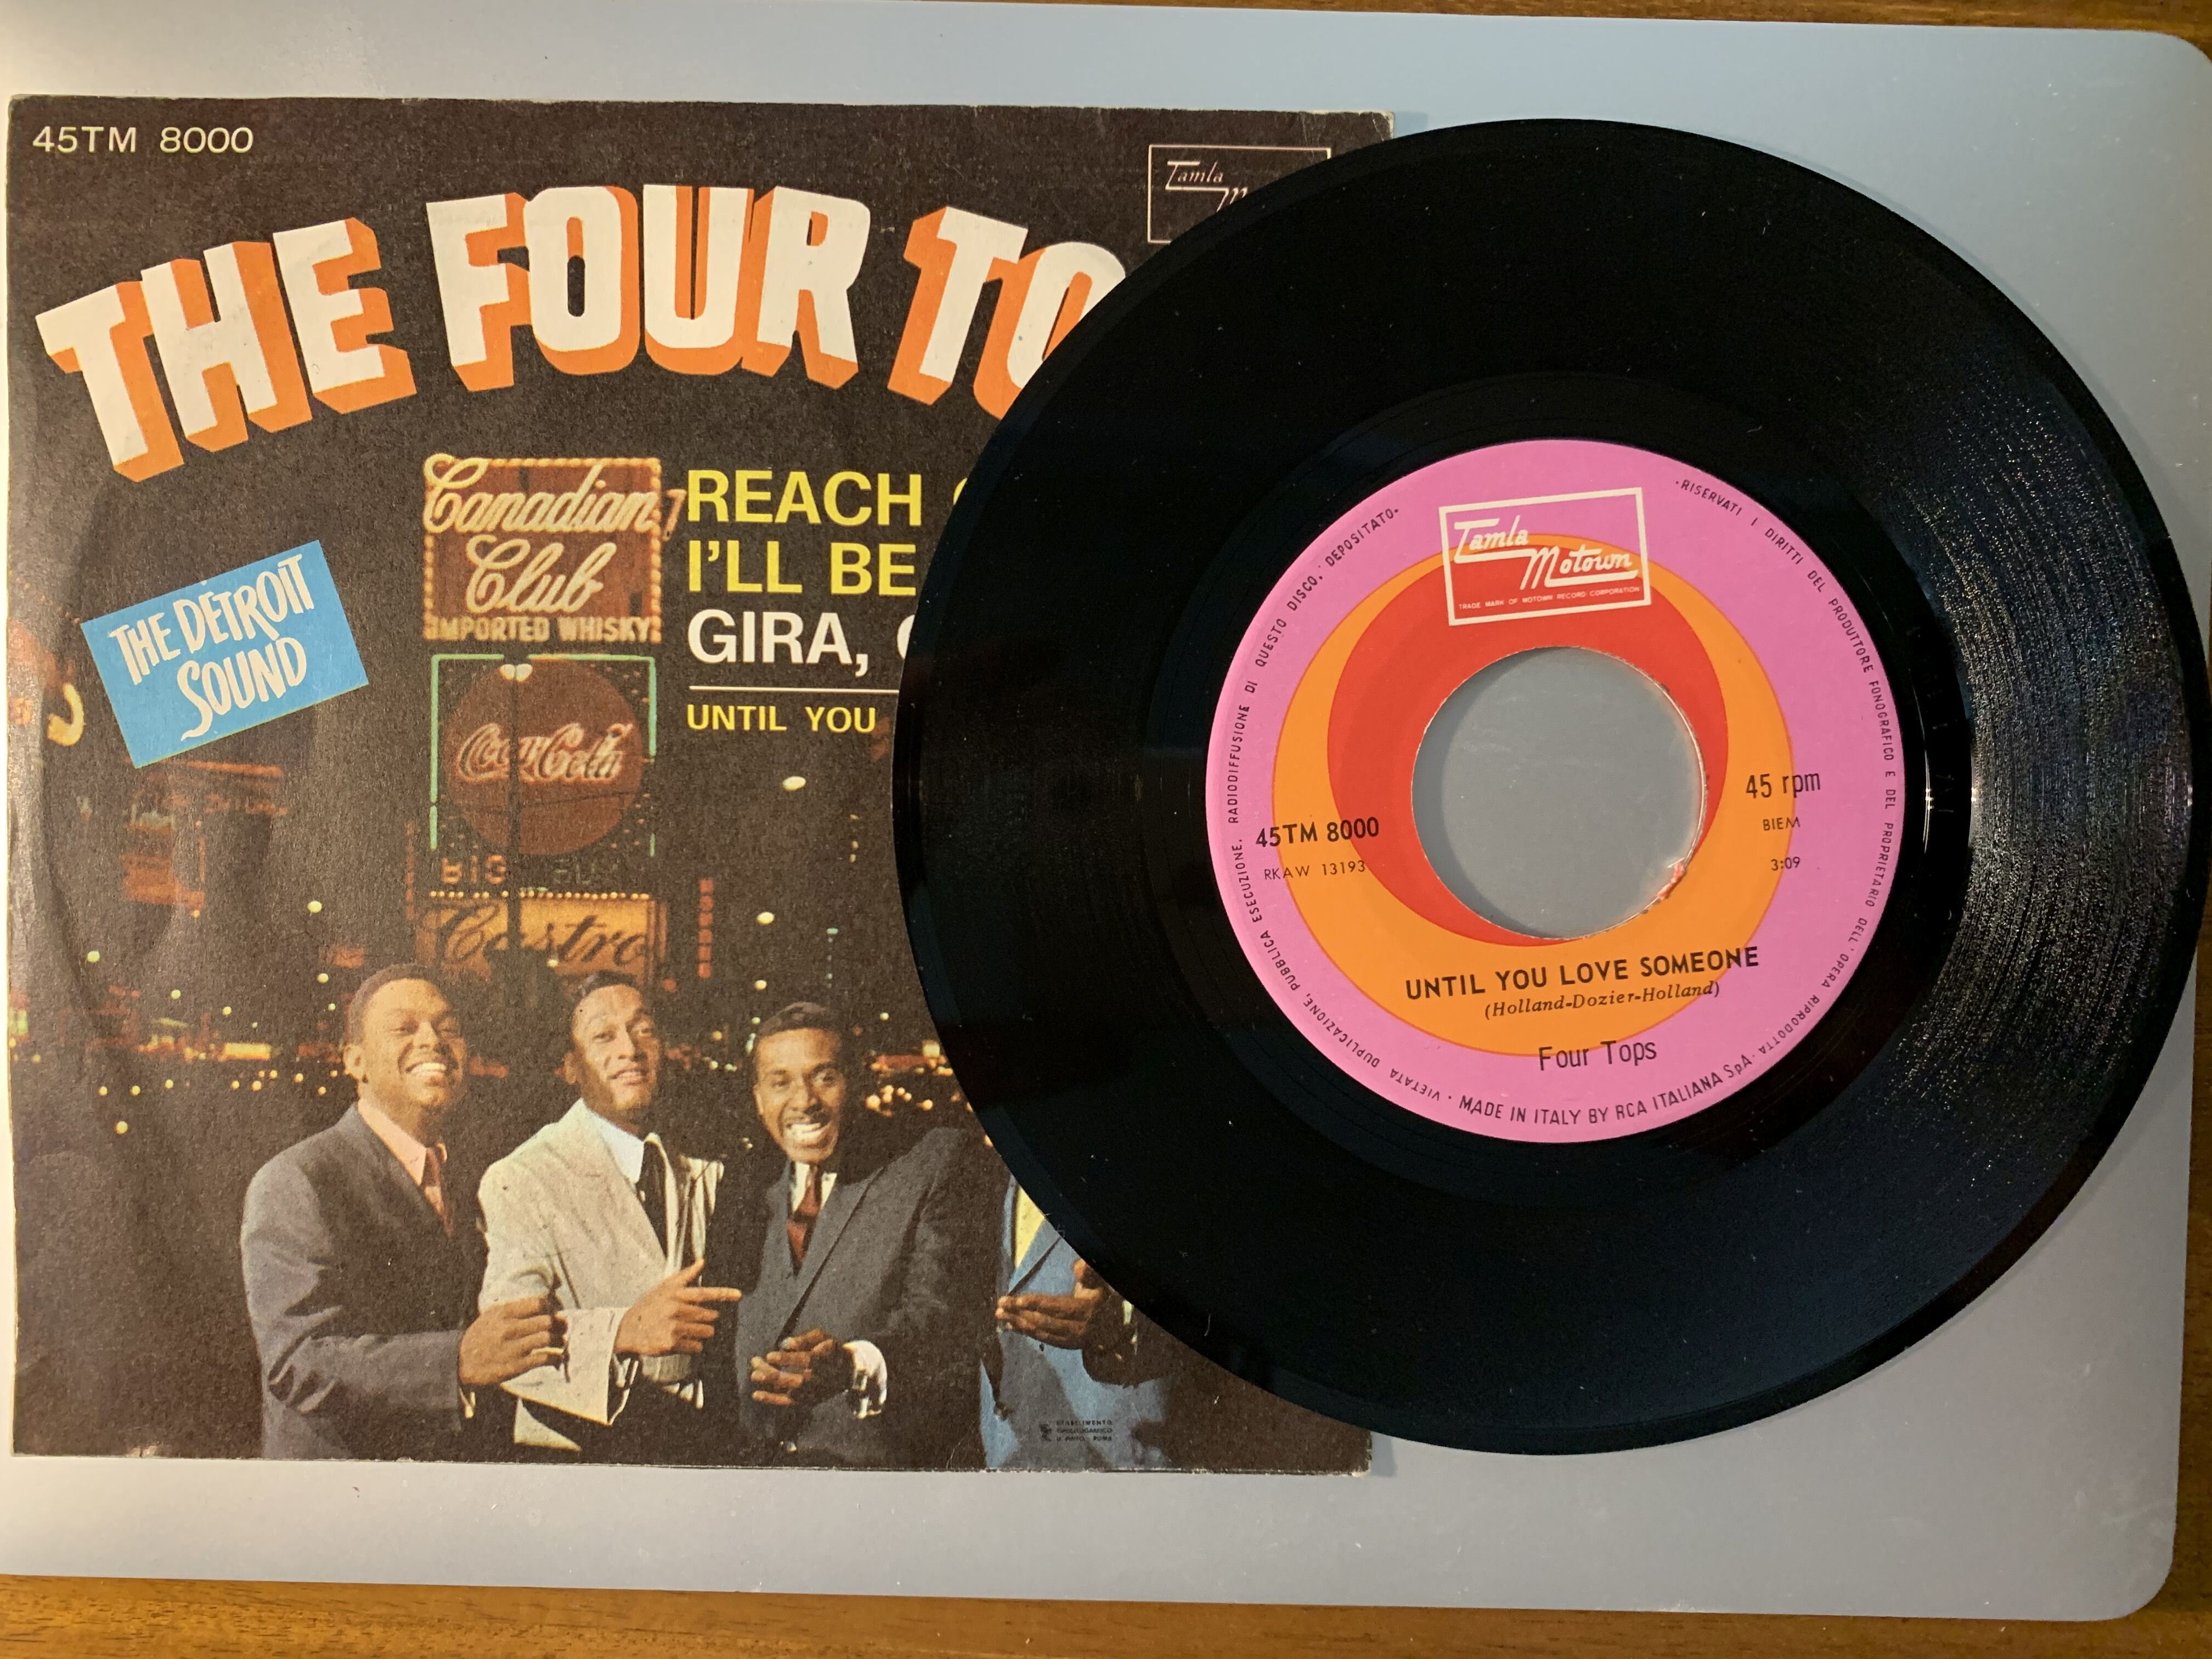 45TM 8000
Tamla
THE FOUR TO
Canadian
Club
IMPORTED WHISKY
REACH
I'LL BE
GIRA,
UNTIL YOU
THE DETROIT
SOUND
Coca-Cola
Castro
Tamla
Motown
TRADE MARK OF MOTOWN RECORD CORPORATION
45TM 8000
RKAW 13193
45 rpm
BIEM
3:09
UNTIL YOU LOVE SOMEONE
(Holland-Dozier-Holland)
Four Tops
• MADE IN ITALY BY RCA ITALIANA SpA •
VIETATA DUPLICAZIONE, PUBBLICA ESECUZIONE, RADIODIFFUSIONE DI QUESTO DISCO. • DEPOSITATO •
• RISERVATI I DIRITTI DEL PRODUTTORE FONOGRAFICO E DEL PROPRIETARIO DELL'OPERA RIPRODOTTA